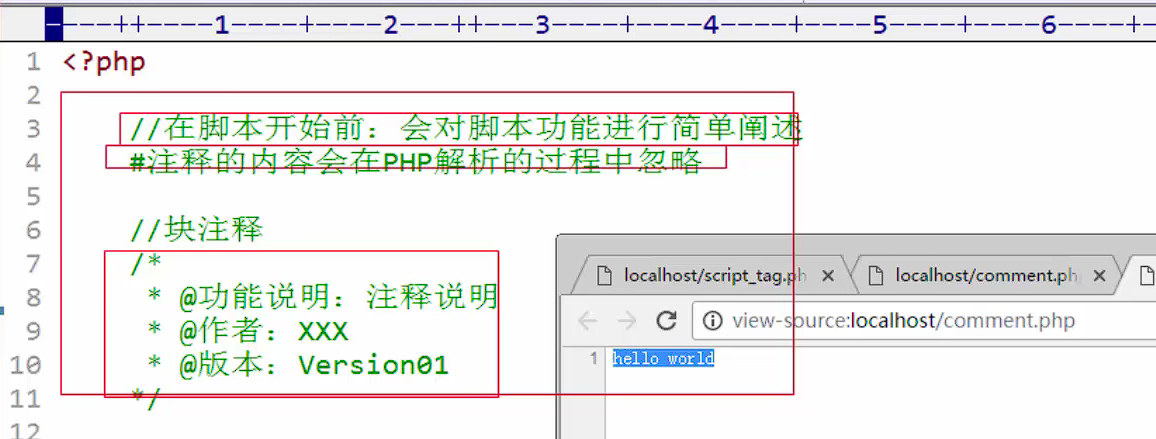 ----++----1----+----2----++---3----+----4----+----5----+----6----+-
1 <?php
2
3 //在脚本开始前：会对脚本功能进行简单阐述
4 #注释的内容会在PHP解析的过程中忽略
5
6 //块注释
7 /*
8 * @功能说明：注释说明
9 * @作者：XXX
10 * @版本：Version01
11 */
12
localhost/script_tag.ph × localhost/comment.php ×
view-source:localhost/comment.php
1 hello world